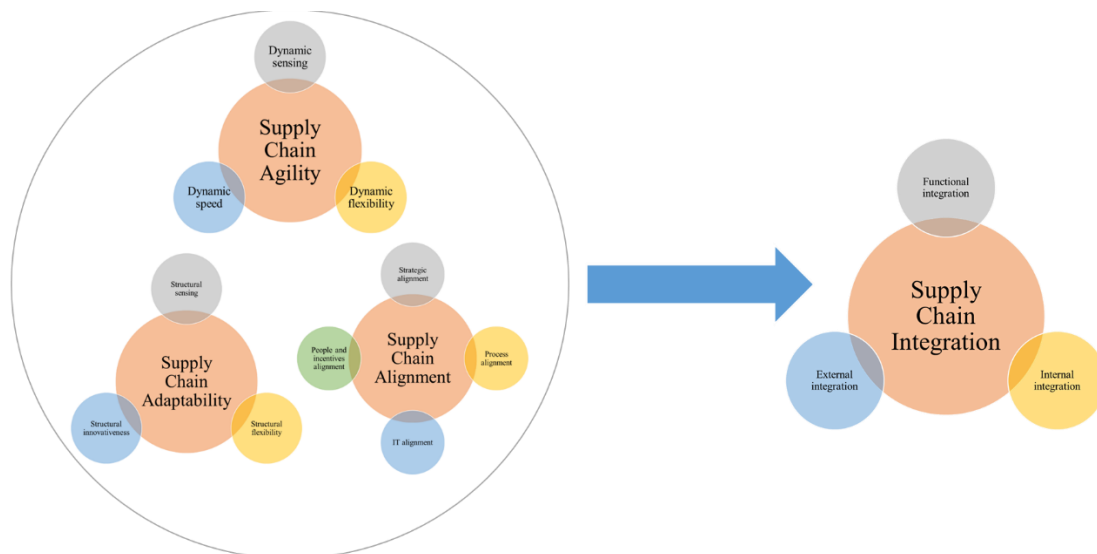 Dynamic
sensing
Supply
Chain
Agility
Dynamic
speed
Dynamic
flexibility
Structural
sensing
Supply
Chain
Adaptability
Structural
innovativeness
Structural
flexibility
Strategic
alignment
People and
incentives
alignment
Supply
Chain
Alignment
Process
alignment
IT alignment
Functional
integration
Supply
Chain
Integration
External
integration
Internal
integration